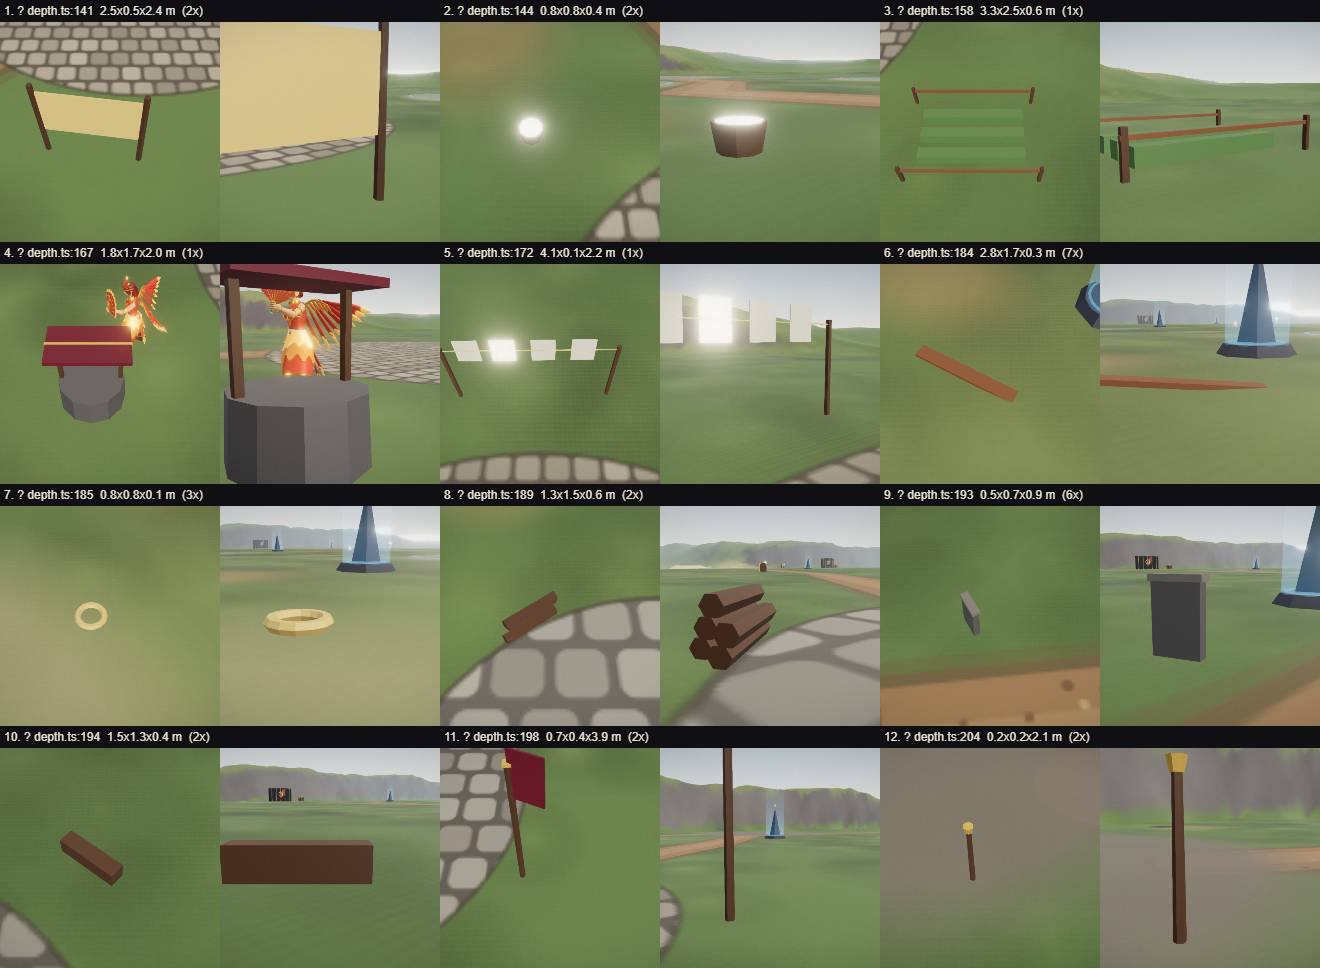 1. ? depth.ts:141 2.5x0.5x2.4 m (2x)
2. ? depth.ts:144 0.8x0.8x0.4 m (2x)
3. ? depth.ts:158 3.3x2.5x0.6 m (1x)
4. ? depth.ts:167 1.8x1.7x2.0 m (1x)
5. ? depth.ts:172 4.1x0.1x2.2 m (1x)
6. ? depth.ts:184 2.8x1.7x0.3 m (7x)
7. ? depth.ts:185 0.8x0.8x0.1 m (3x)
8. ? depth.ts:189 1.3x1.5x0.6 m (2x)
9. ? depth.ts:193 0.5x0.7x0.9 m (6x)
10. ? depth.ts:194 1.5x1.3x0.4 m (2x)
11. ? depth.ts:198 0.7x0.4x3.9 m (2x)
12. ? depth.ts:204 0.2x0.2x2.1 m (2x)